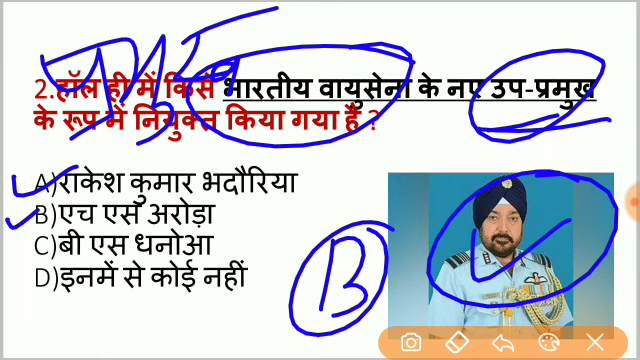 2.हॉल ही में किसे भारतीय वायुसेना के नए उप-प्रमुख
के रूप में नियुक्त किया गया है ?
A)राकेश कुमार भदौरिया
B)एच एस अरोड़ा
C)बी एस धनोआ
D)इनमें से कोई नहीं
B